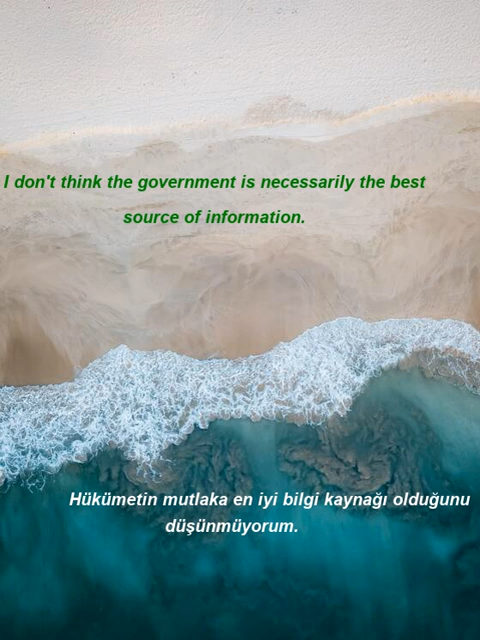 I don't think the government is necessarily the best
source of information.
Hükümetin mutlaka en iyi bilgi kaynağı olduğunu
düşünmüyorum.